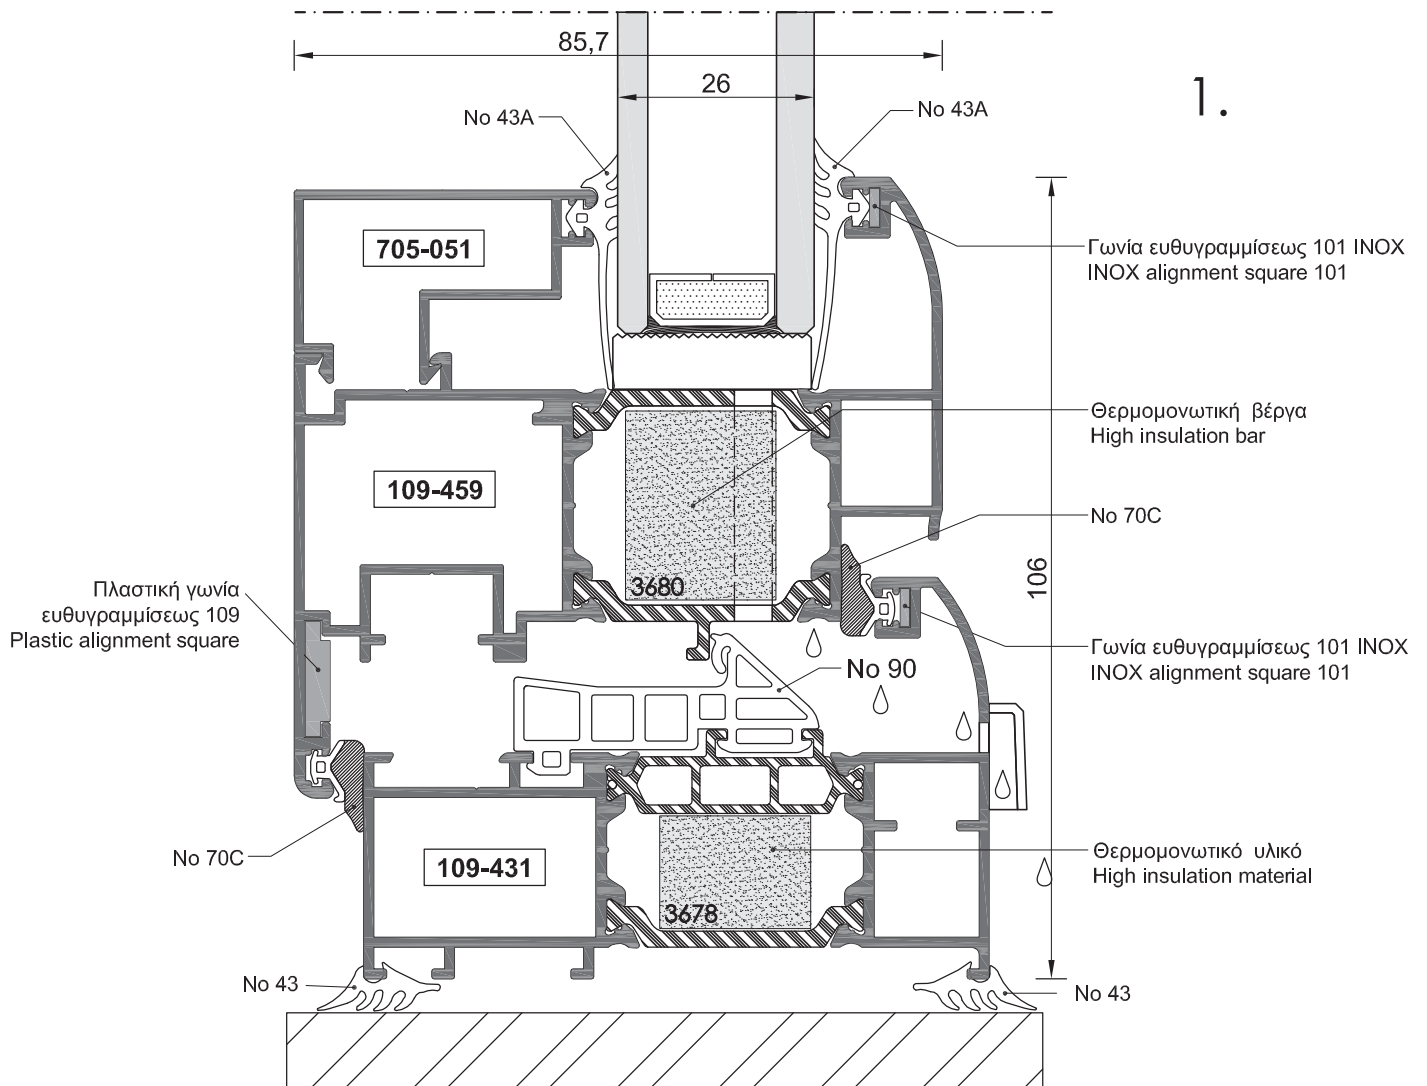 85,7
26
1.
No 43A
No 43A
705-051
Γωνία ευθυγραμμίσεως 101 INOX
INOX alignment square 101
Θερμομονωτική βέργα
High insulation bar
109-459
No 70C
106
3680
Πλαστική γωνία
ευθυγραμμίσεως 109
Plastic alignment square
Γωνία ευθυγραμμίσεως 101 INOX
INOX alignment square 101
No 90
No 70C
109-431
Θερμομονωτικό υλικό
High insulation material
3678
No 43
No 43